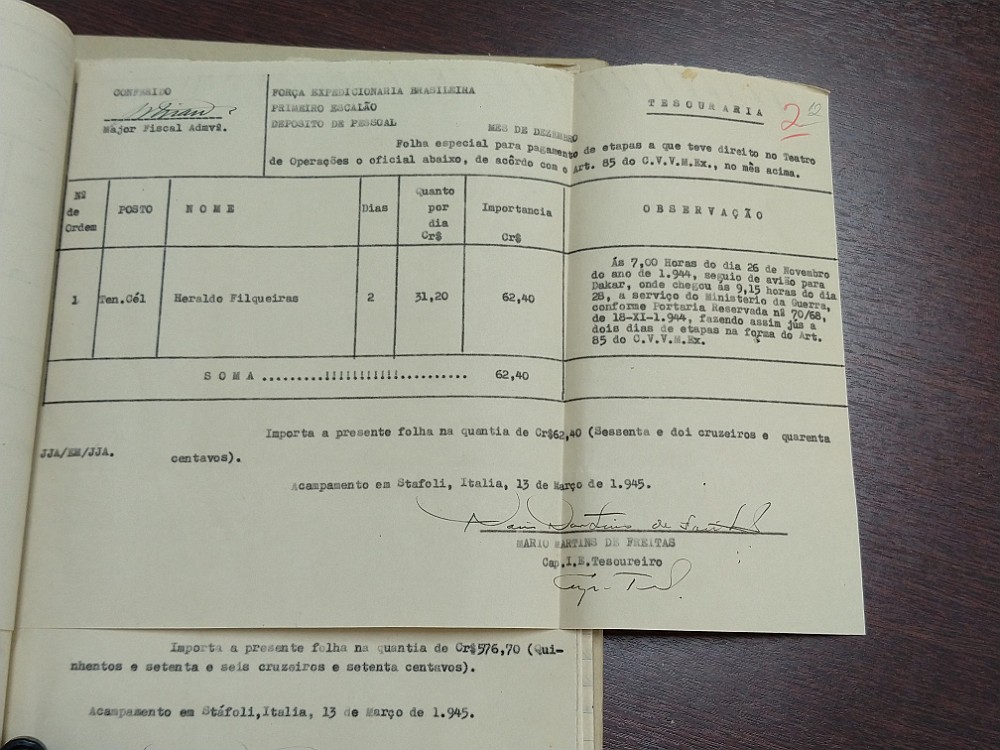 CONFERIDO
Major Fiscal Admvº.
FORÇA EXPEDICIONARIA BRASILEIRA
PRIMEIRO ESCALÃO
DEPOSITO DE PESSOAL
MES DE DEZEMBRO
TESOURARIA
2
Folha especial para pagamento de etapas a que teve direito no Teatro
de Operações o oficial abaixo, de acôrdo com o Art. 85 do C.V.V.M.Ex., no mês acima.
Nº de Ordem
POSTO
NOME
Dias
Quanto por dia Cr$
Importancia Cr$
OBSERVAÇÃO
1 Ten.Cél Heraldo Filqueiras 2 31,20 62,40
Ás 7,00 Horas do dia 26 de Novembro
do ano de 1.944, seguio de avião para
Dakar, onde chegou ás 9,15 horas do dia
28, a serviço do Ministerio da Guerra,
conforme Portaria Reservada nº 70/68,
de 18-XI-1.944, fazendo assim jús a
dois dias de etapas na forma do Art.
85 do C.V.V.M.Ex.
SOMA.........!!!!!!!!!!!.......... 62,40
Importa a presente folha na quantia de Cr$62,40 (Sessenta e doi cruzeiros e quarenta
JJA/EM/JJA. centavos).
Acampamento em Stafoli, Italia, 13 de Março de 1.945.
Mario Martins de Freitas
MARIO MARTINS DE FREITAS
Cap.I.E.Tesoureiro
Importa a presente folha na quantia de Cr$576,70 (Qui-
nhentos e setenta e seis cruzeiros e setenta centavos).
Acampamento em Stáfoli,Italia, 13 de Março de 1.945.